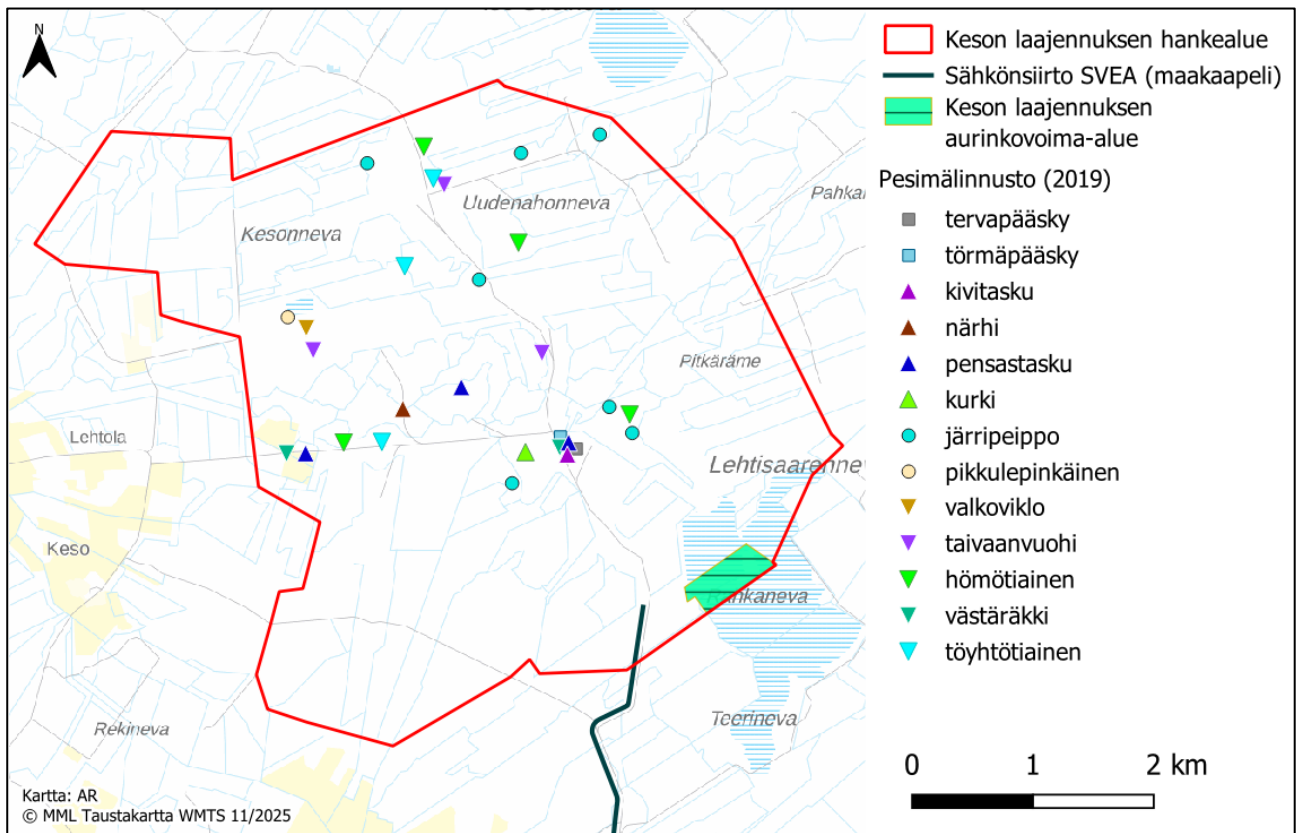 N
Kesonneva
Uudenahonneva
Pitkäräme
Lehtola
Keso
Rekineva
Teerineva
Keson laajennuksen hankealue
Sähkönsiirto SVEA (maakaapeli)
Keson laajennuksen
aurinkovoima-alue
Pesimälinnusto (2019)
tervapääsky
törmäpääsky
kivitasku
närhi
pensastasku
kurki
järripeippo
pikkulepinkäinen
valkoviklo
taivaanvuohi
hömötiainen
västäräkki
töyhtötiainen
0 1 2 km
Kartta: AR
© MML Taustakartta WMTS 11/2025